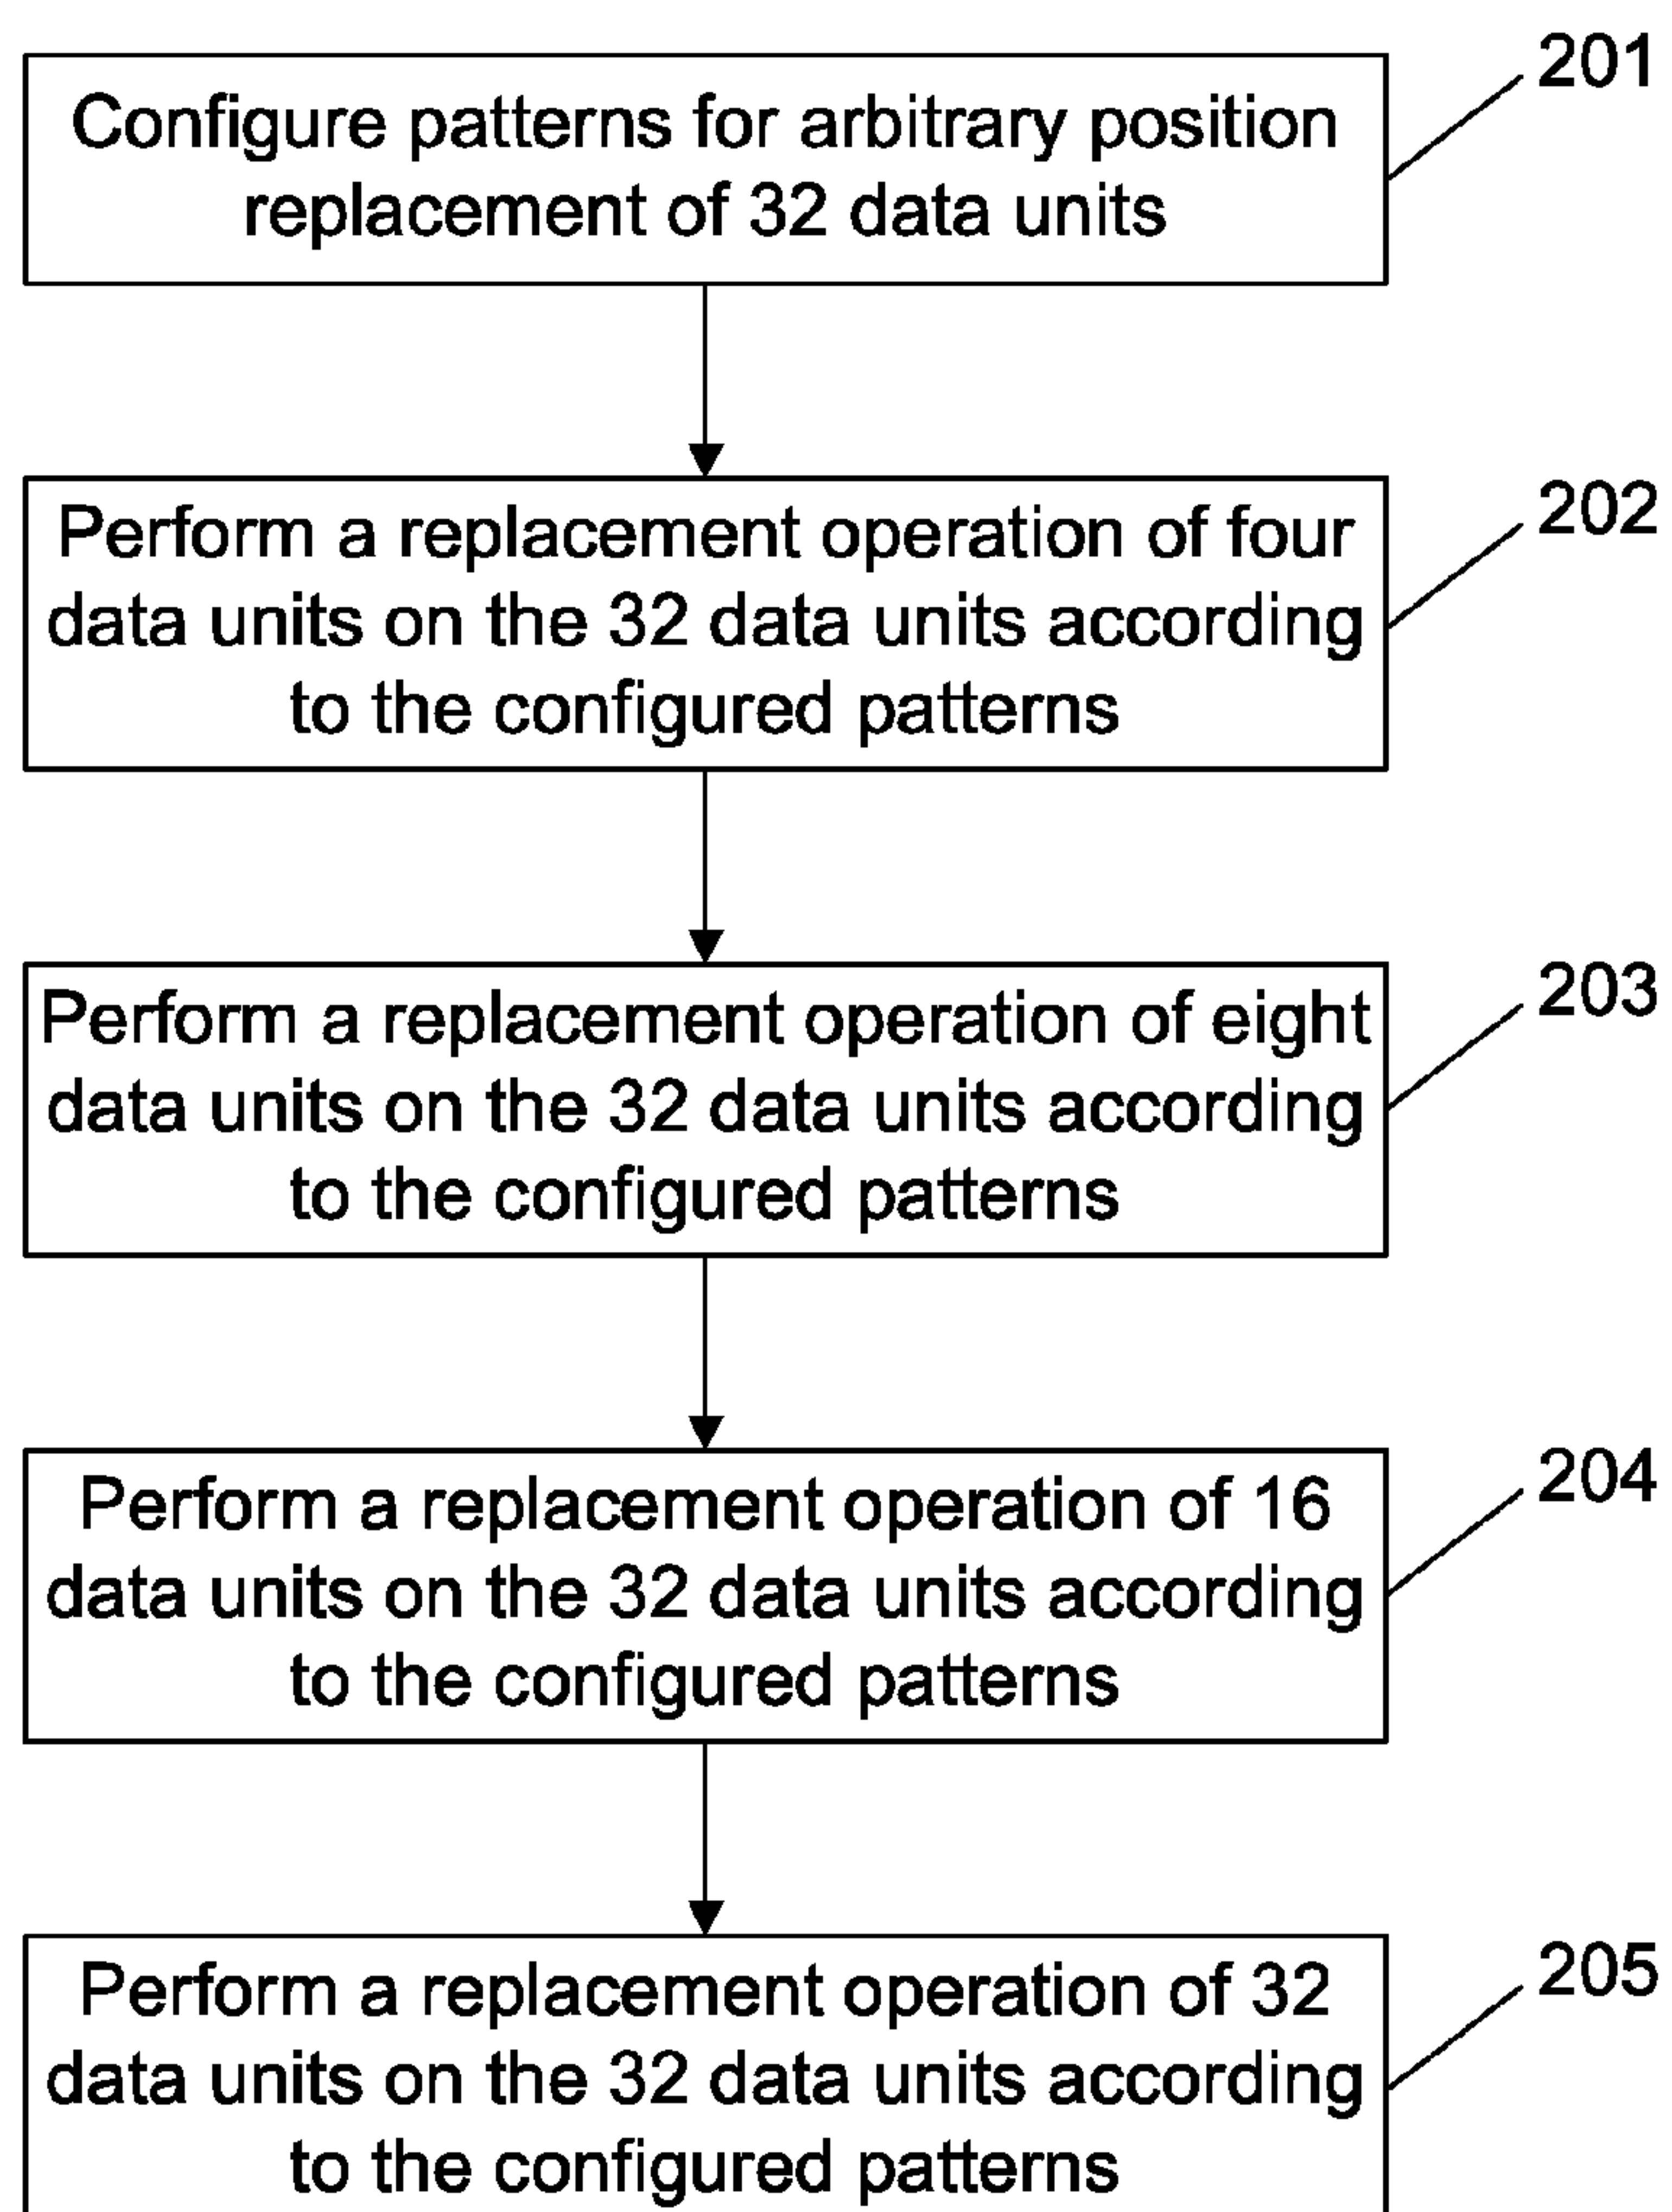 201
Configure patterns for arbitrary position
replacement of 32 data units
202
Perform a replacement operation of four
data units on the 32 data units according
to the configured patterns
203
Perform a replacement operation of eight
data units on the 32 data units according
to the configured patterns
204
Perform a replacement operation of 16
data units on the 32 data units according
to the configured patterns
205
Perform a replacement operation of 32
data units on the 32 data units according
to the configured patterns